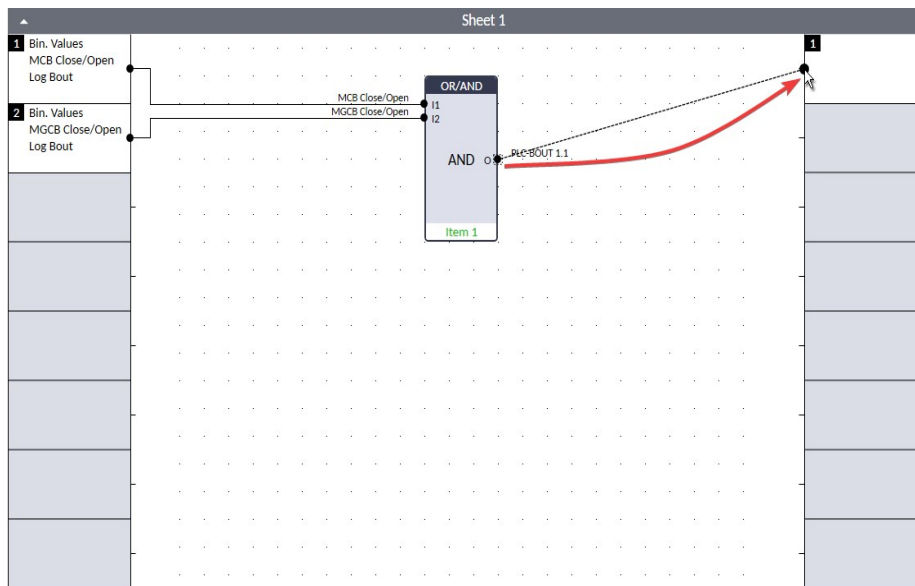 Sheet 1
1 Bin. Values
MCB Close/Open
Log Bout
2 Bin. Values
MGCB Close/Open
Log Bout
MCB Close/Open
MGCB Close/Open
OR/AND
I1
I2
AND O
Item 1
PLC-BOUT 1.1
1